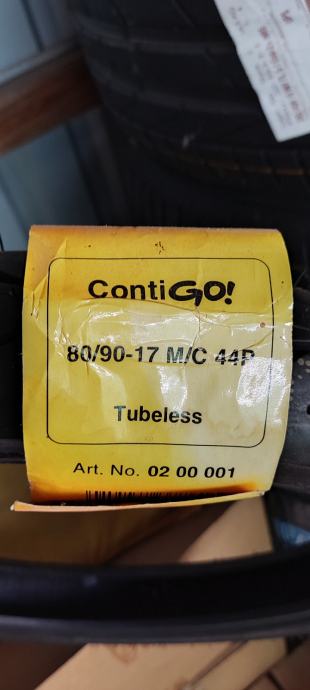 ContiGO!
80/90-17 M/C 44P
Tubeless
Art. No. 02 00 001